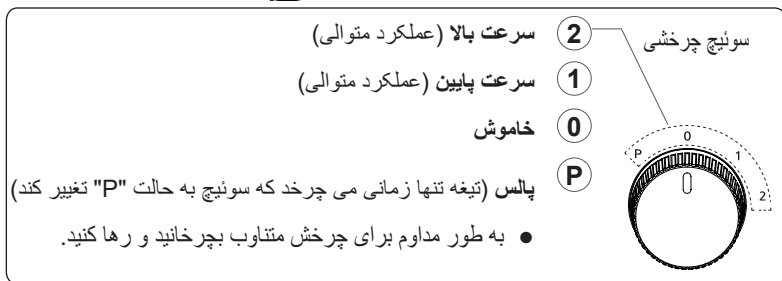 سوئیچ چرخشی
2 سرعت بالا (عملکرد متوالی)
1 سرعت پایین (عملکرد متوالی)
0 خاموش
P پالس (تیغه تنها زمانی می چرخد که سوئیچ به حالت "P" تغییر کند)
● به طور مداوم برای چرخش متناوب بچرخانید و رها کنید.
P 0 1 2